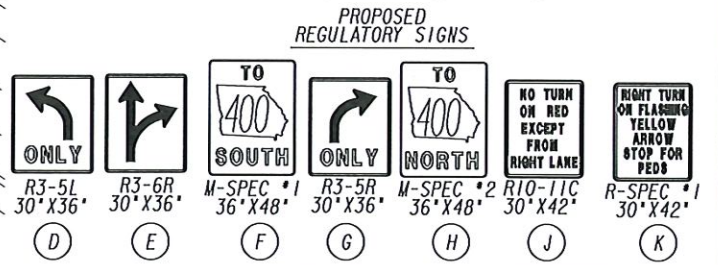 PROPOSED
REGULATORY SIGNS
ONLY
TO
400
SOUTH
ONLY
TO
400
NORTH
NO TURN
ON RED
EXCEPT
FROM
RIGHT LANE
RIGHT TURN
ON FLASHING
YELLOW
ARROW
STOP FOR
PEDS
R3-5L
30"X36"
R3-6R
30"X36"
M-SPEC #1
36"X48"
R3-5R
30"X36"
M-SPEC #2
36"X48"
R10-11C
30"X42"
R-SPEC #1
30"X42"
D
E
F
G
H
J
K